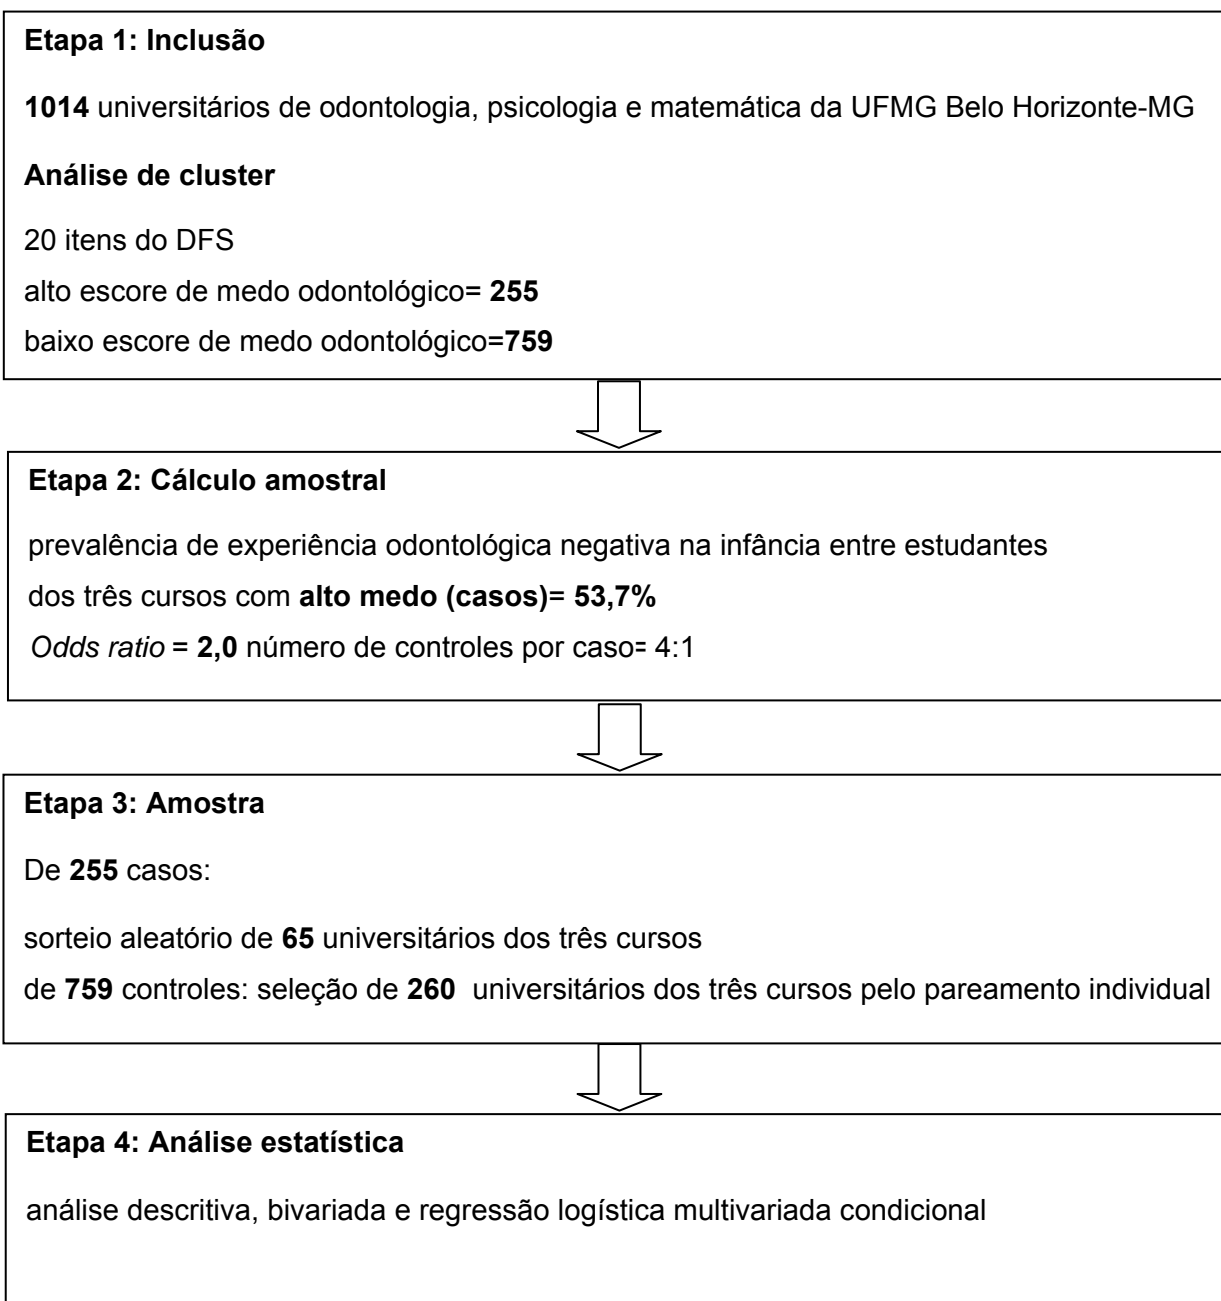 Etapa 1: Inclusão
1014 universitários de odontologia, psicologia e matemática da UFMG Belo Horizonte-MG
Análise de cluster
20 itens do DFS
alto escore de medo odontológico= 255
baixo escore de medo odontológico=759
Etapa 2: Cálculo amostral
prevalência de experiência odontológica negativa na infância entre estudantes
dos três cursos com alto medo (casos)= 53,7%
Odds ratio = 2,0 número de controles por caso= 4:1
Etapa 3: Amostra
De 255 casos:
sorteio aleatório de 65 universitários dos três cursos
de 759 controles: seleção de 260 universitários dos três cursos pelo pareamento individual
Etapa 4: Análise estatística
análise descritiva, bivariada e regressão logística multivariada condicional